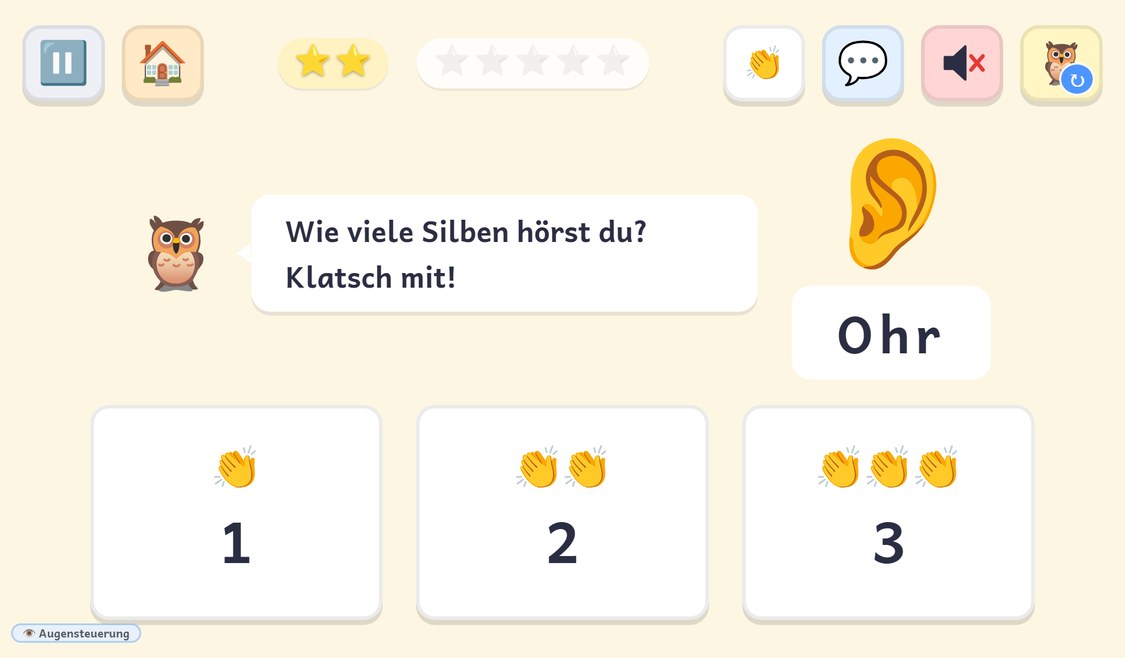 Wie viele Silben hörst du?
Klatsch mit!
Ohr
1
2
3
Augensteuerung